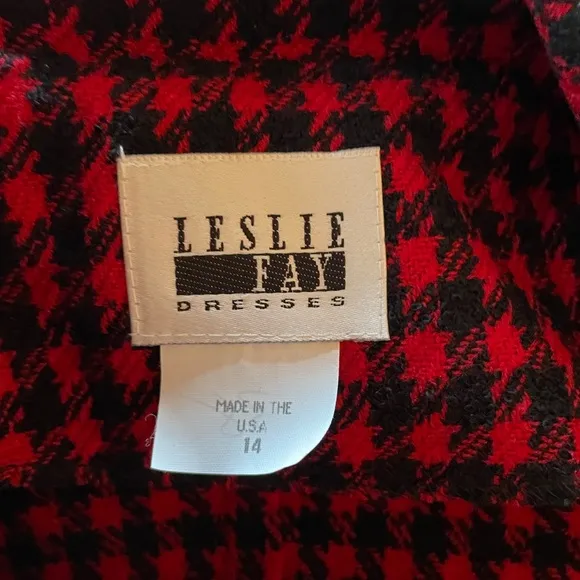 LESLIE
FAY
DRESSES
MADE IN THE
U.S.A
14